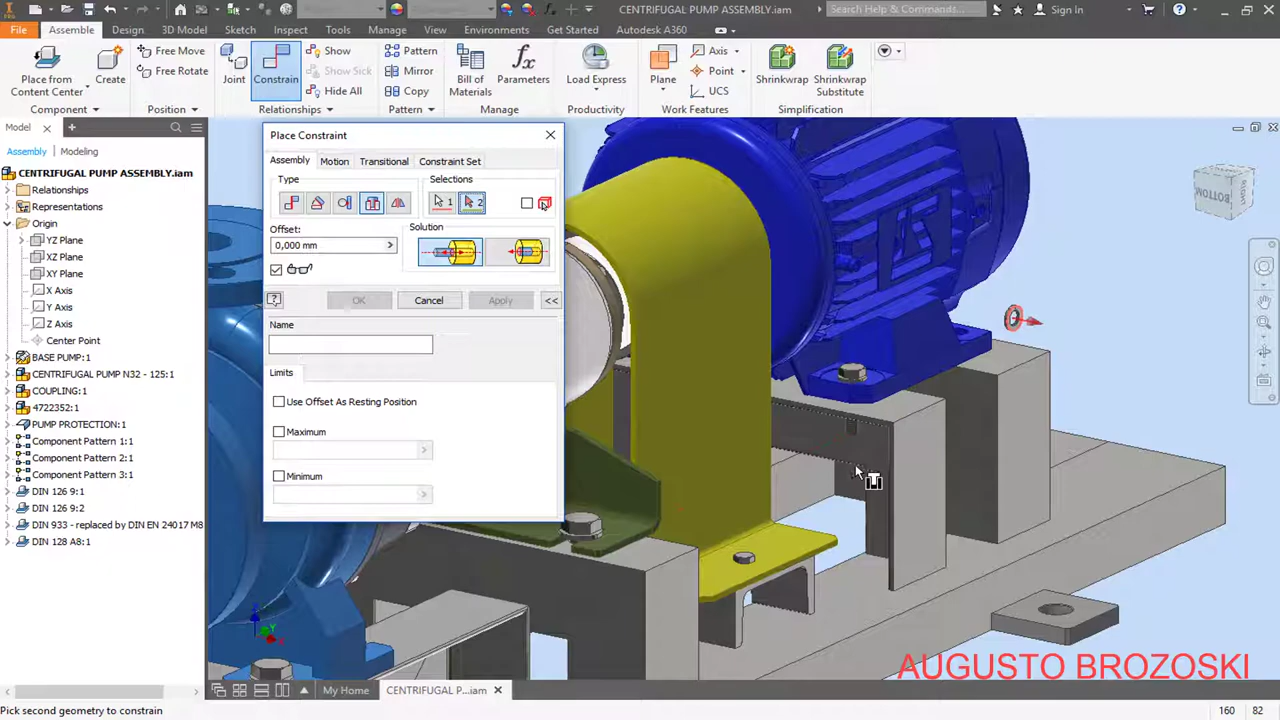 CENTRIFUGAL PUMP ASSEMBLY.iam
Search Help & Commands...
Sign In
File
Assemble
Design
3D Model
Sketch
Inspect
Tools
Manage
View
Environments
Get Started
Autodesk A360
Place from
Content Center
Create
Free Move
Free Rotate
Joint
Constrain
Show
Show Sick
Hide All
Pattern
Mirror
Copy
Bill of
Materials
fx
Parameters
Load Express
Plane
Axis
Point
UCS
Shrinkwrap
Shrinkwrap
Substitute
Component
Position
Relationships
Pattern
Manage
Productivity
Work Features
Simplification
Model
Assembly
Modeling
CENTRIFUGAL PUMP ASSEMBLY.iam
Relationships
Representations
Origin
YZ Plane
XZ Plane
XY Plane
X Axis
Y Axis
Z Axis
Center Point
BASE PUMP:1
CENTRIFUGAL PUMP N32 - 125:1
COUPLING:1
4722352:1
PUMP PROTECTION:1
Component Pattern 1:1
Component Pattern 2:1
Component Pattern 3:1
DIN 126 9:1
DIN 126 9:2
DIN 933 - replaced by DIN EN 24017 M8
DIN 128 A8:1
Place Constraint
Assembly
Motion
Transitional
Constraint Set
Type
Selections
1
2
Offset:
0,000 mm
Solution
?
OK
Cancel
Apply
<<
Name
Limits
Use Offset As Resting Position
Maximum
Minimum
BOTTOM
AUGUSTO BROZOSKI
My Home
CENTRIFUGAL P...iam
Pick second geometry to constrain
160
82